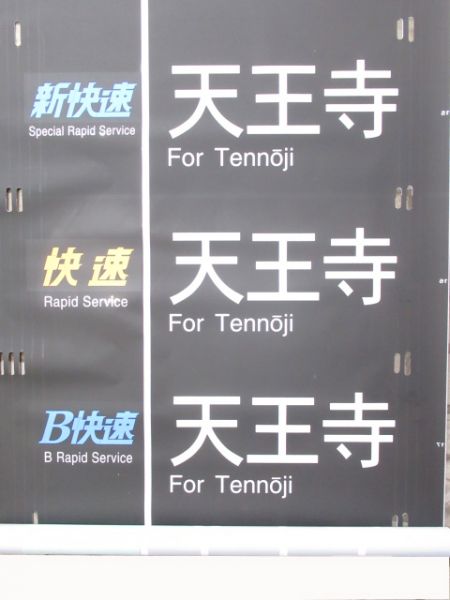 新快速 天王寺
Special Rapid Service For Tennōji
快速 天王寺
Rapid Service For Tennōji
B快速 天王寺
B Rapid Service For Tennōji